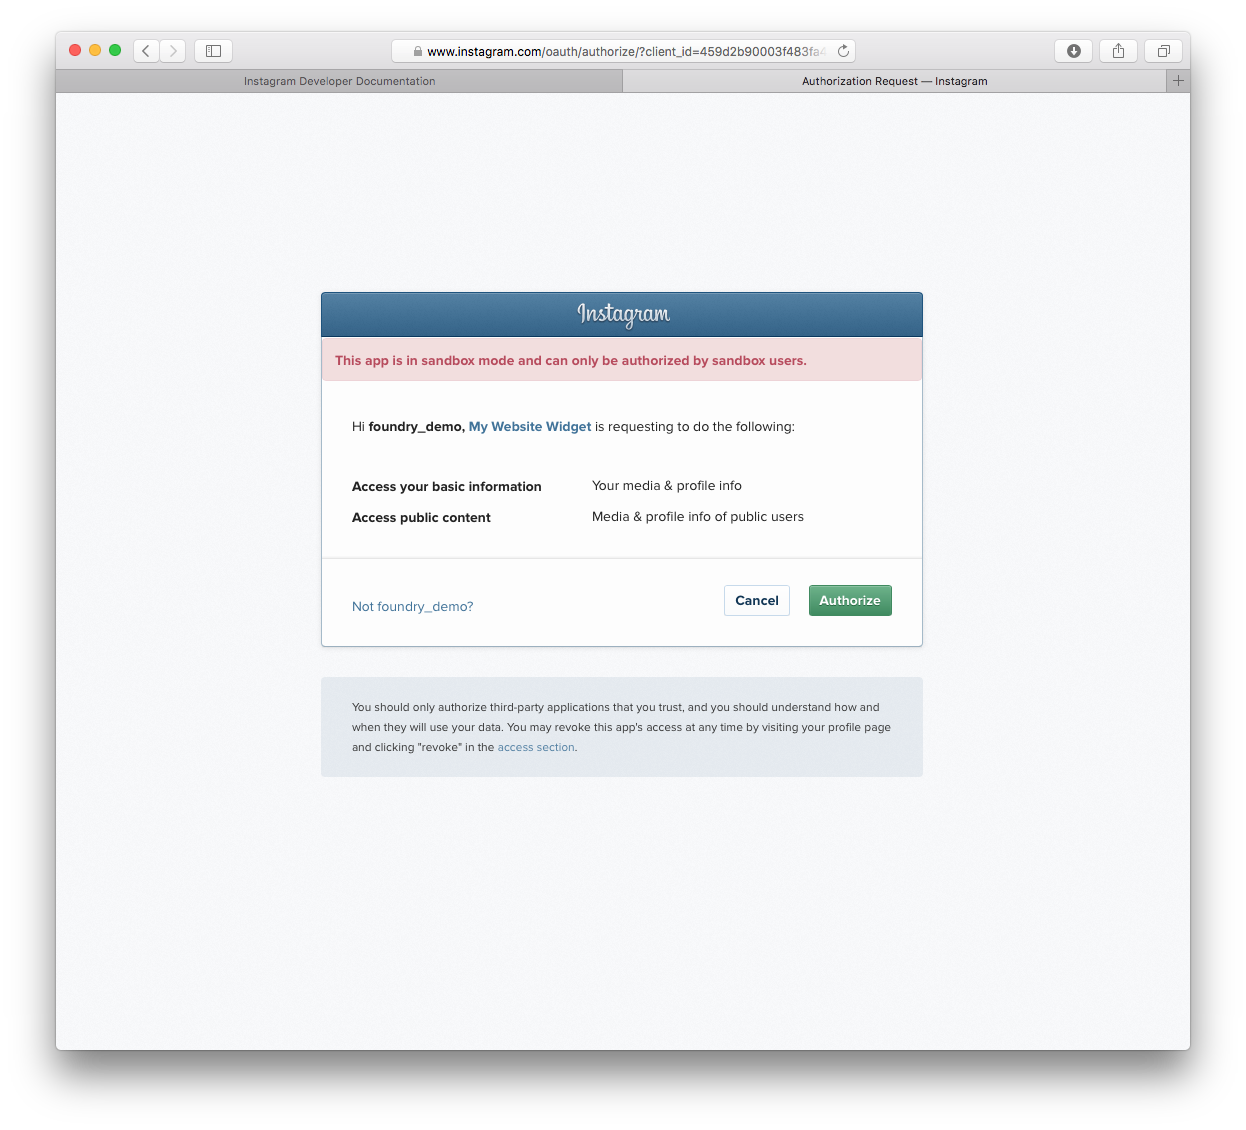 www.instagram.com/oauth/authorize/?client_id=459d2b90003f483fa4
Instagram Developer Documentation
Authorization Request — Instagram
Instagram
This app is in sandbox mode and can only be authorized by sandbox users.
Hi foundry_demo, My Website Widget is requesting to do the following:
Access your basic information Your media & profile info
Access public content Media & profile info of public users
Not foundry_demo?
Cancel
Authorize
You should only authorize third-party applications that you trust, and you should understand how and
when they will use your data. You may revoke this app's access at any time by visiting your profile page
and clicking "revoke" in the access section.